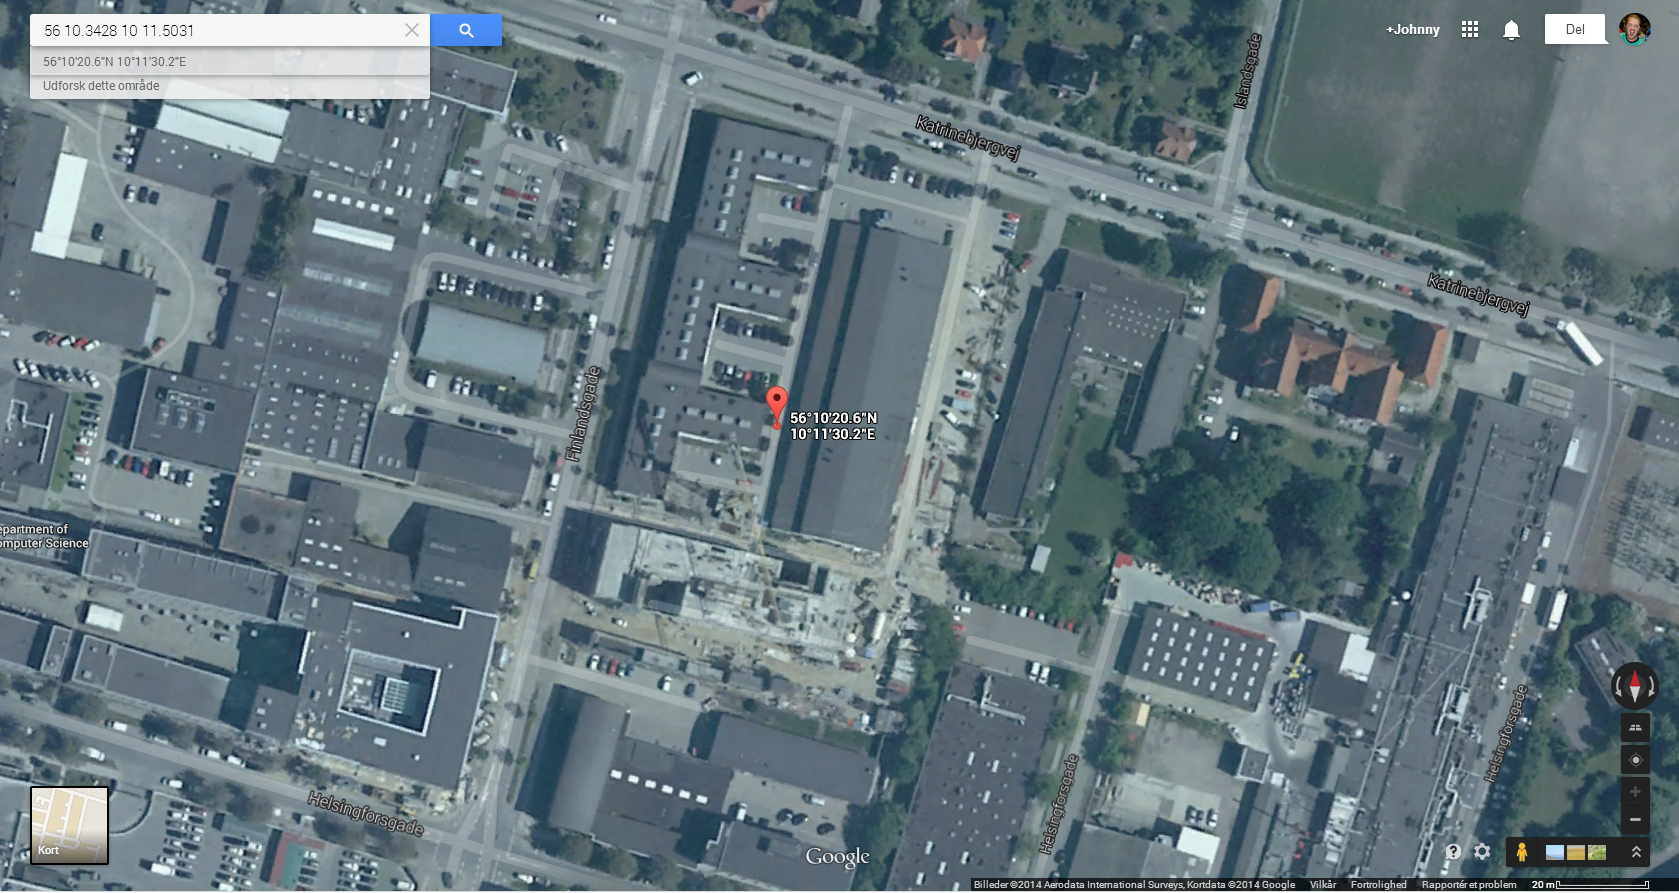 56 10.3428 10 11.5031
56°10'20.6"N 10°11'30.2"E
Udforsk dette område
+Johnny
Del
Islandsgade
Katrinebjergvej
Katrinebjergvej
Finlandsgade
56°10'20.6"N
10°11'30.2"E
epartment of
omputer Science
Helsingforsgade
Helsingforsgade
Helsingforsgade
Kort
Google
Billeder ©2014 Aerodata International Surveys, Kortdata ©2014 Google Vilkår Fortrolighed Rapportér et problem 20 m